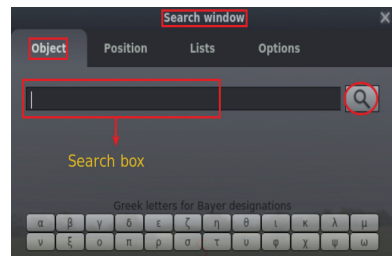 Search window X
Object Position Lists Options
Search box
Greek letters for Bayer designations
α β γ δ ε ζ η θ ι κ λ μ
ν ξ ο π ρ σ τ υ φ χ ψ ω